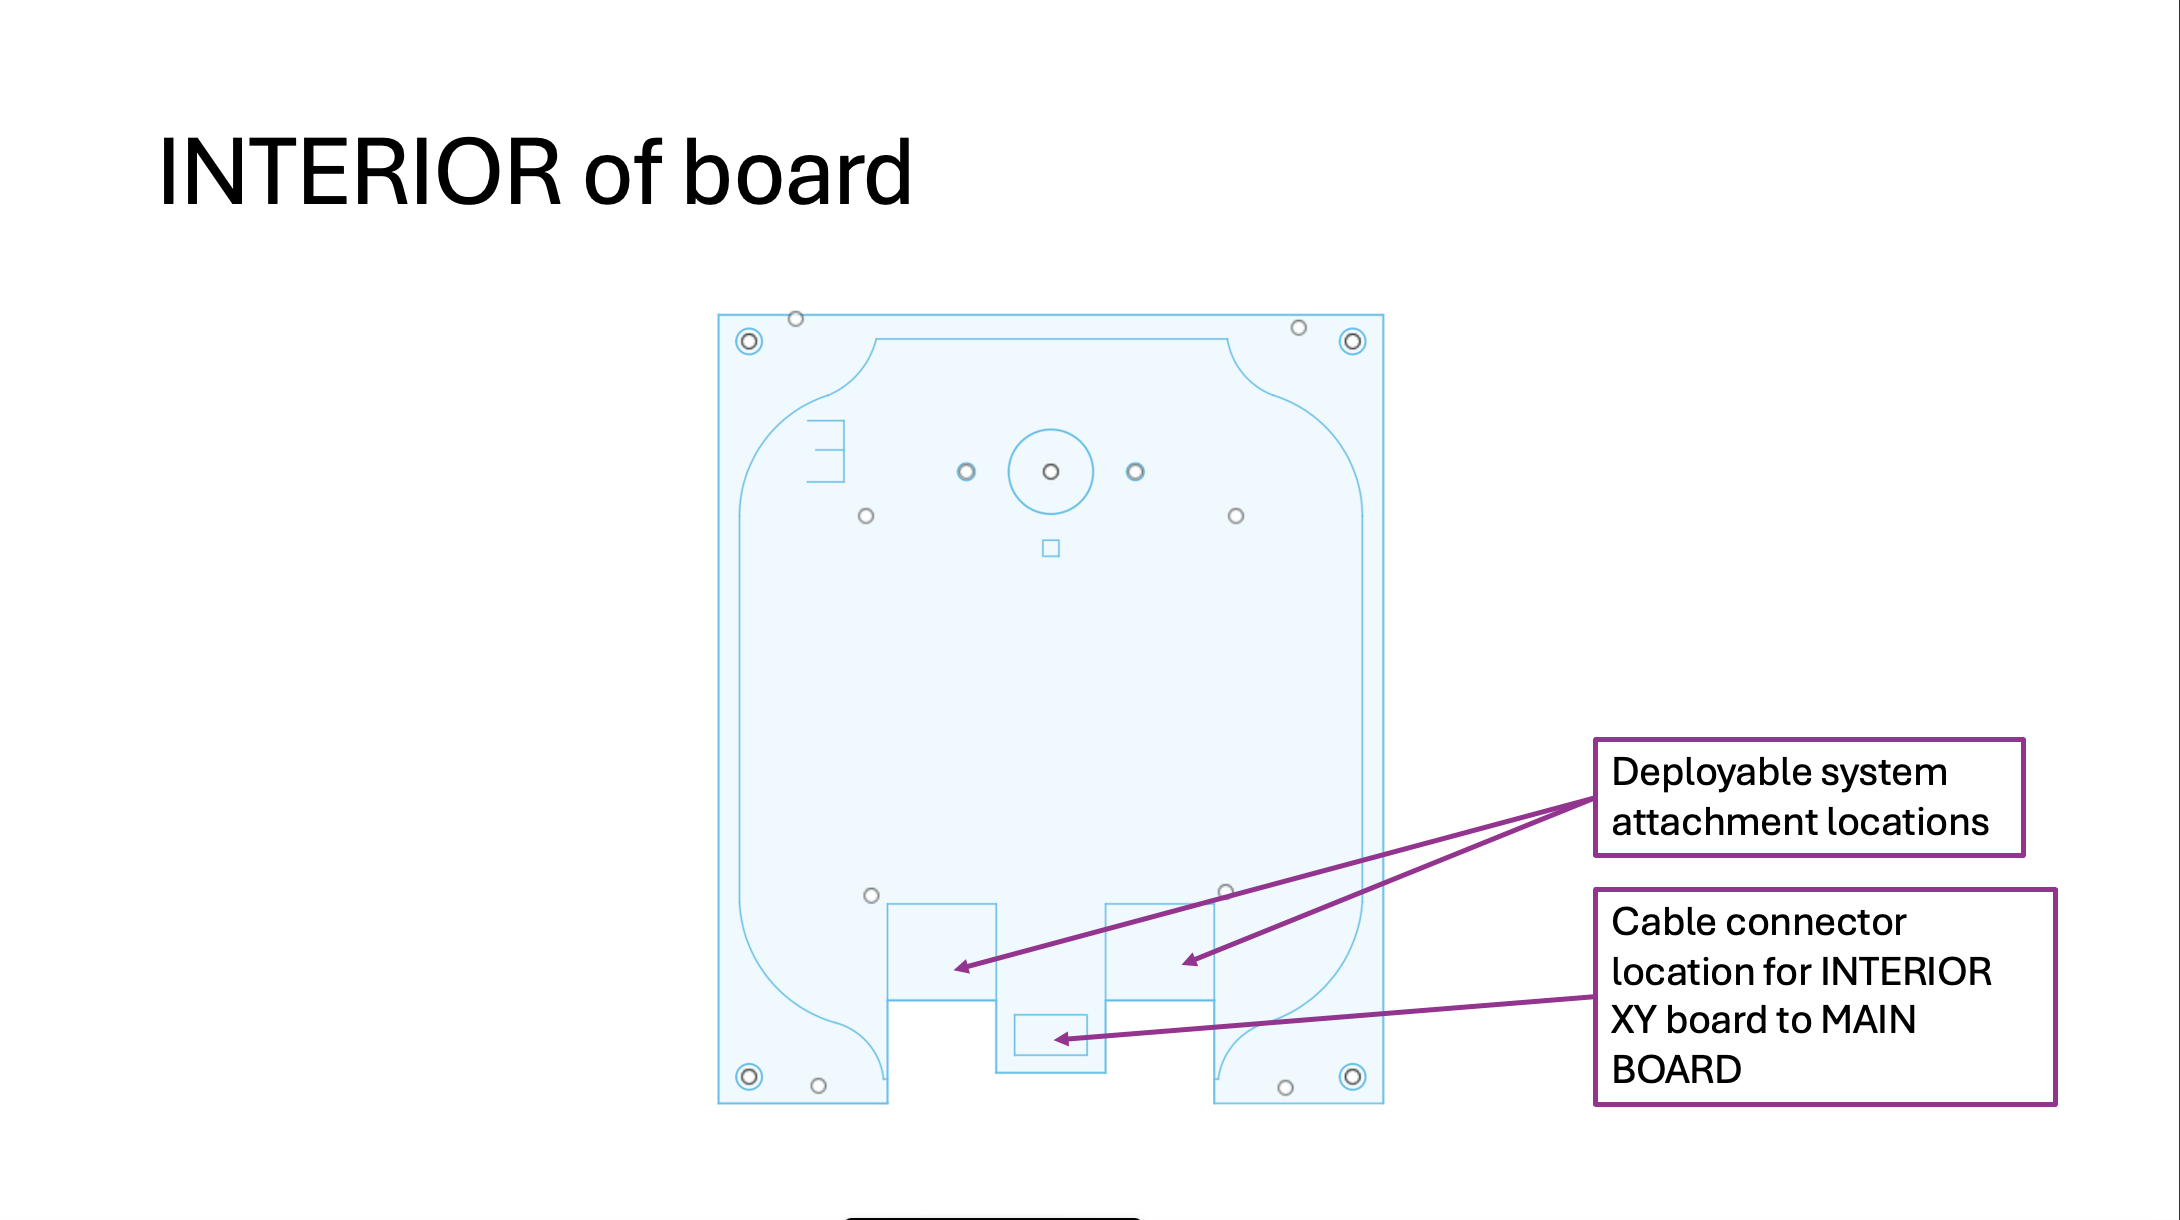 INTERIOR of board
Deployable system
attachment locations
Cable connector
location for INTERIOR
XY board to MAIN
BOARD